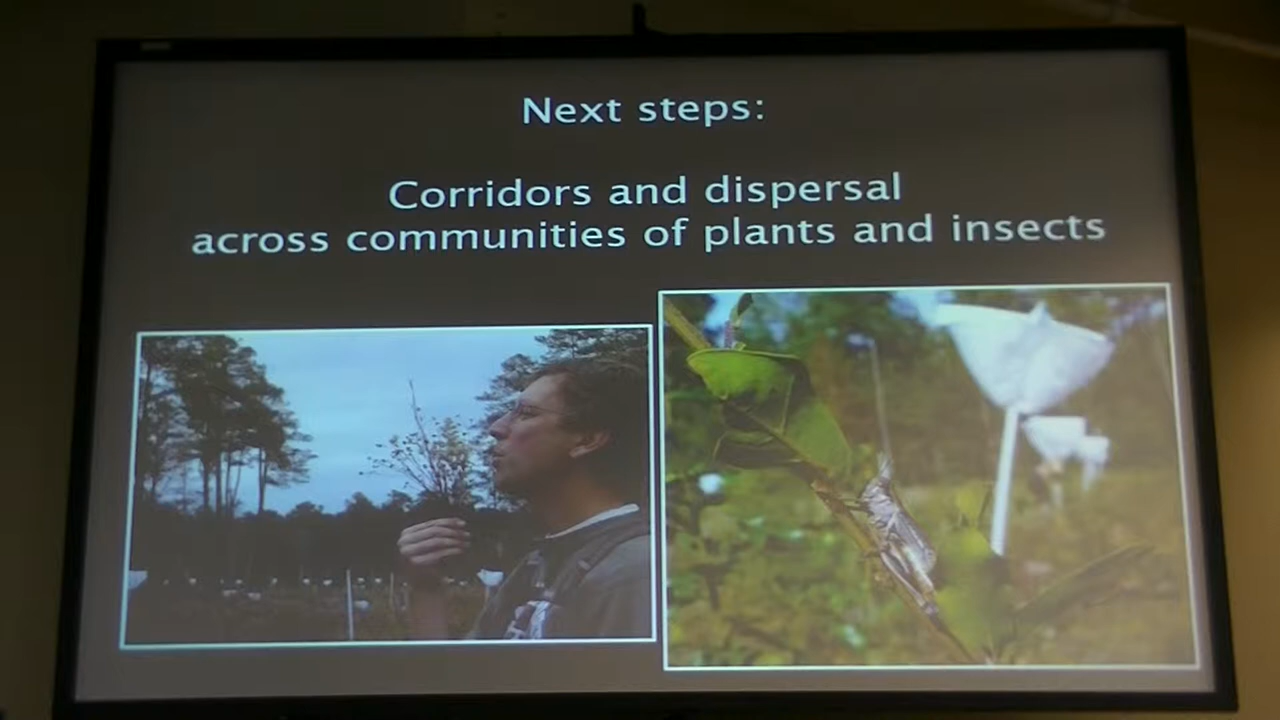 Next steps:
Corridors and dispersal
across communities of plants and insects